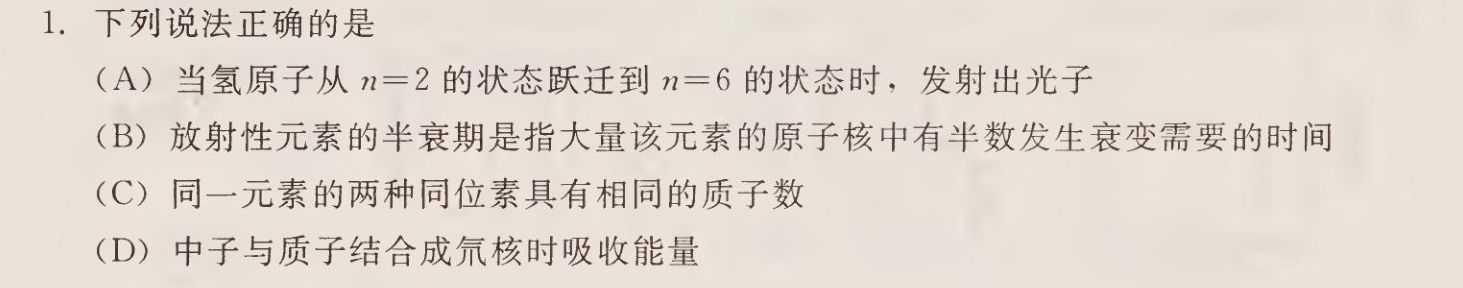 1. 下列说法正确的是
(A) 当氢原子从 n=2 的状态跃迁到 n=6 的状态时，发射出光子
(B) 放射性元素的半衰期是指大量该元素的原子核中有半数发生衰变需要的时间
(C) 同一元素的两种同位素具有相同的质子数
(D) 中子与质子结合成氘核时吸收能量